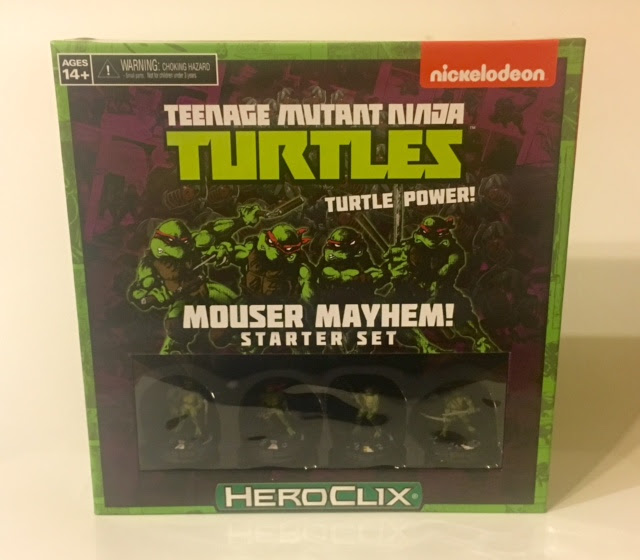 AGES
14+
WARNING: CHOKING HAZARD
Small parts. Not for children under 3 years.
nickelodeon
TEENAGE MUTANT NINJA
TURTLES
TURTLE POWER!
MOUSER MAYHEM!
STARTER SET
HEROCLIX